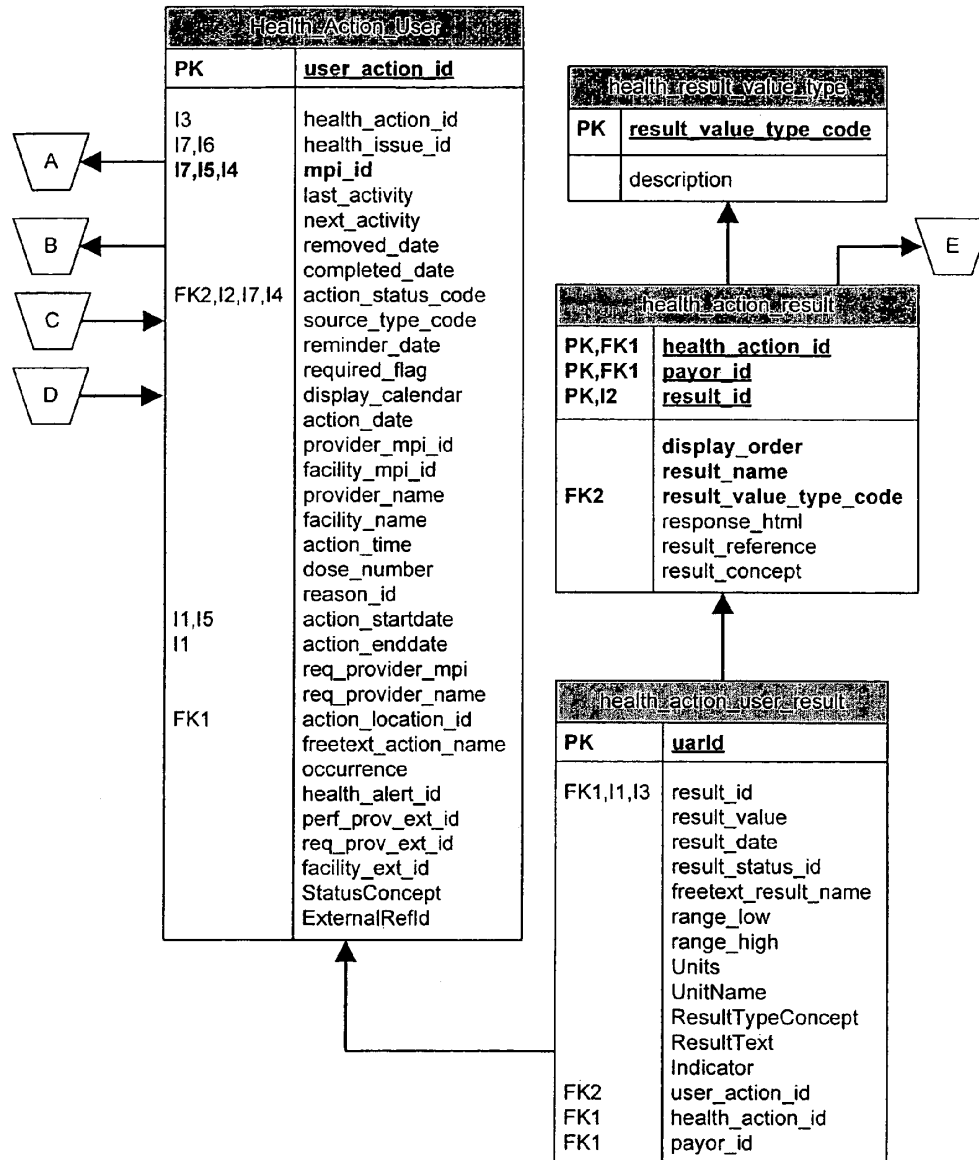 Health_Action_User
PK user_action_id
I3 health_action_id
I7,I6 health_issue_id
I7,I5,I4 mpi_id
last_activity
next_activity
removed_date
completed_date
FK2,I2,I7,I4 action_status_code
source_type_code
reminder_date
required_flag
display_calendar
action_date
provider_mpi_id
facility_mpi_id
provider_name
facility_name
action_time
dose_number
reason_id
I1,I5 action_startdate
I1 action_enddate
req_provider_mpi
req_provider_name
FK1 action_location_id
freetext_action_name
occurrence
health_alert_id
perf_prov_ext_id
req_prov_ext_id
facility_ext_id
StatusConcept
ExternalRefId
A
B
C
D
health_result_value_type
PK result_value_type_code
description
E
health_action_result
PK,FK1 health_action_id
PK,FK1 payor_id
PK,I2 result_id
display_order
result_name
FK2 result_value_type_code
response_html
result_reference
result_concept
health_action_user_result
PK uarId
FK1,I1,I3 result_id
result_value
result_date
result_status_id
freetext_result_name
range_low
range_high
Units
UnitName
ResultTypeConcept
ResultText
Indicator
FK2 user_action_id
FK1 health_action_id
FK1 payor_id